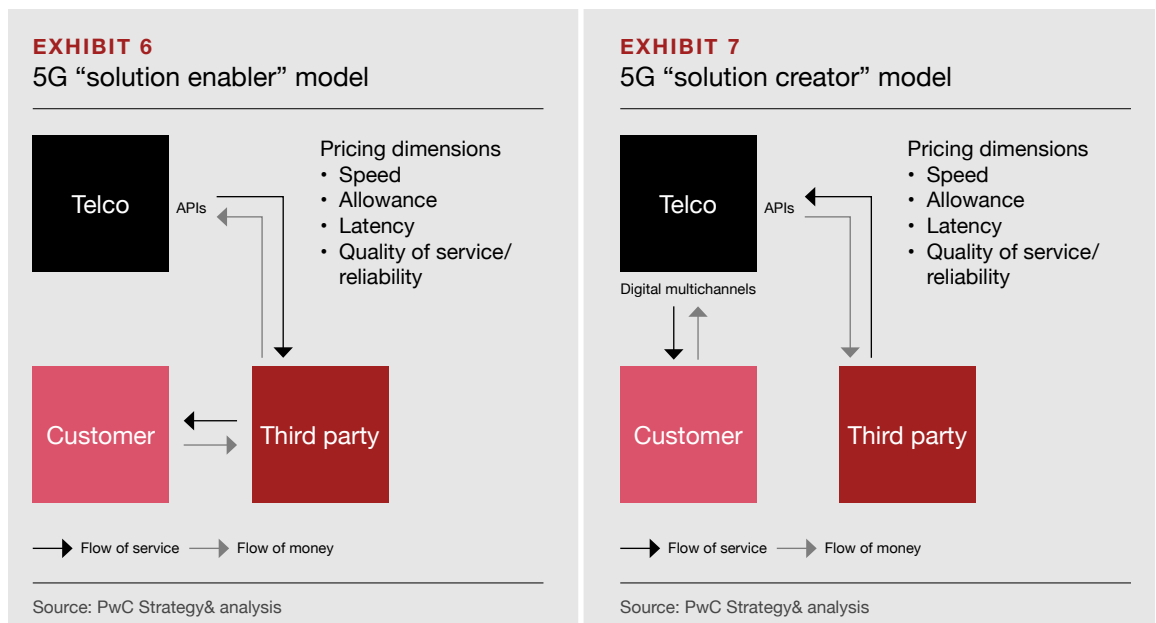 EXHIBIT 6
5G “solution enabler” model
Telco
APIs
Pricing dimensions
• Speed
• Allowance
• Latency
• Quality of service/
reliability
Customer
Third party
Flow of service
Flow of money
Source: PwC Strategy& analysis
EXHIBIT 7
5G “solution creator” model
Telco
APIs
Pricing dimensions
• Speed
• Allowance
• Latency
• Quality of service/
reliability
Digital multichannels
Customer
Third party
Flow of service
Flow of money
Source: PwC Strategy& analysis